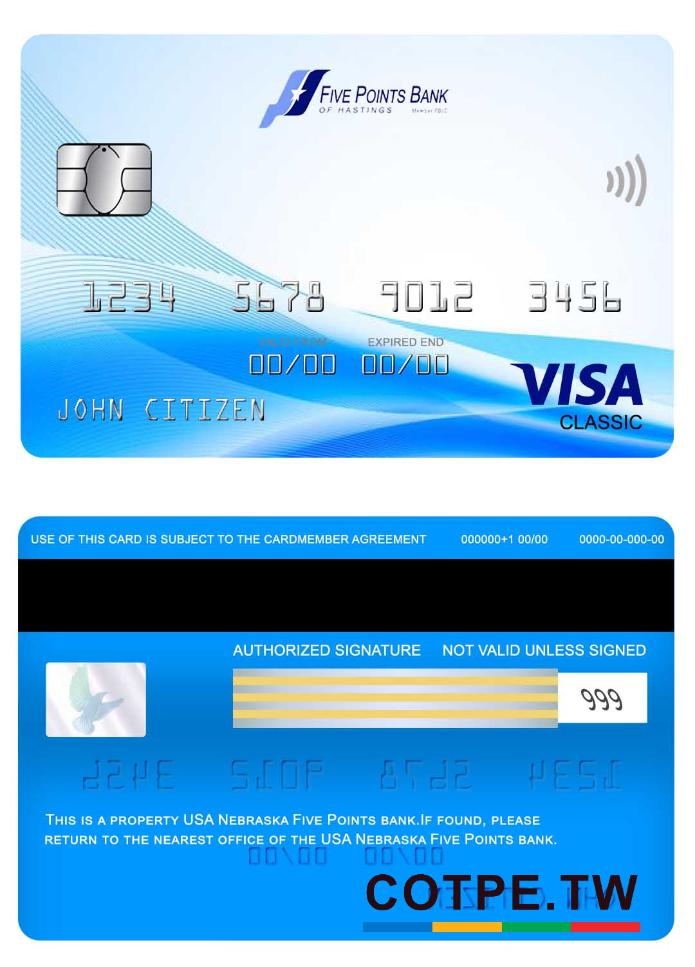 FIVE POINTS BANK
OF HASTINGS Member FDIC
1234 5678 9012 3456
VALID FROM EXPIRED END
00/00 00/00
VISA
JOHN CITIZEN
CLASSIC
USE OF THIS CARD IS SUBJECT TO THE CARDMEMBER AGREEMENT 000000+1 00/00 0000-00-000-00
AUTHORIZED SIGNATURE NOT VALID UNLESS SIGNED
999
THIS IS A PROPERTY USA NEBRASKA FIVE POINTS BANK.IF FOUND, PLEASE
RETURN TO THE NEAREST OFFICE OF THE USA NEBRASKA FIVE POINTS BANK.
COTPE.TW